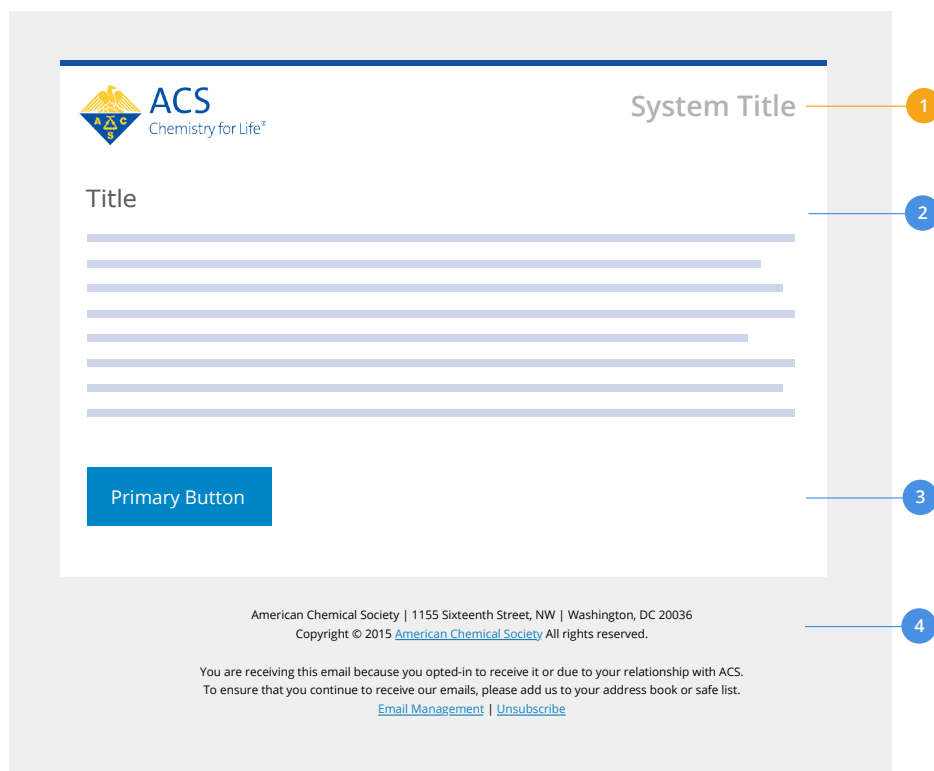 ACS
Chemistry for Life®
A C S
System Title
1
Title
2
Primary Button
3
American Chemical Society | 1155 Sixteenth Street, NW | Washington, DC 20036
Copyright © 2015 American Chemical Society All rights reserved.
4
You are receiving this email because you opted-in to receive it or due to your relationship with ACS.
To ensure that you continue to receive our emails, please add us to your address book or safe list.
Email Management | Unsubscribe